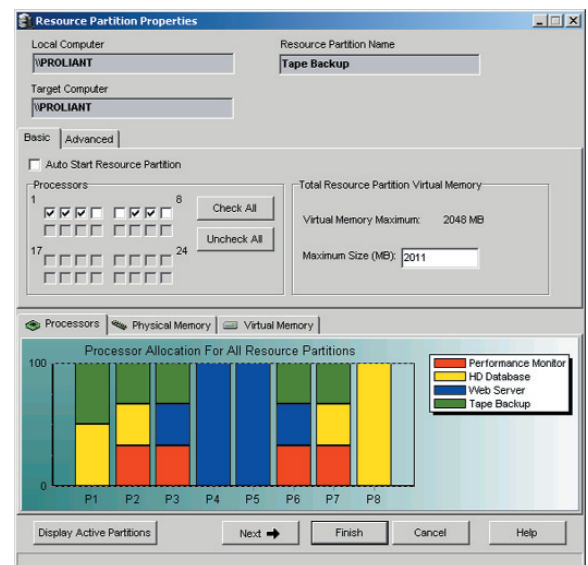 Resource Partition Properties
Local Computer
\\PROLIANT
Resource Partition Name
Tape Backup
Target Computer
\\PROLIANT
Basic Advanced
Auto Start Resource Partition
Processors
1 8
17 24
Check All
Uncheck All
Total Resource Partition Virtual Memory
Virtual Memory Maximum: 2048 MB
Maximum Size (MB): 2011
Processors Physical Memory Virtual Memory
Processor Allocation For All Resource Partitions
100
0
P1 P2 P3 P4 P5 P6 P7 P8
Performance Monitor
HD Database
Web Server
Tape Backup
Display Active Partitions Next Finish Cancel Help